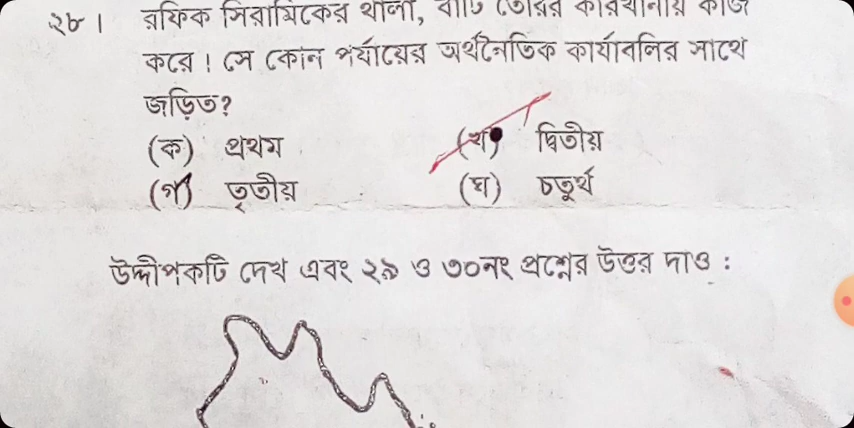 ২৮। রফিক সিরামিকের থালা, বাটি তৈরির কারখানায় কাজ
করে। সে কোন পর্যায়ের অর্থনৈতিক কার্যাবলির সাথে
জড়িত?
(ক) প্রথম (খ) দ্বিতীয়
(গ) তৃতীয় (ঘ) চতুর্থ
উদ্দীপকটি দেখ এবং ২৯ ও ৩০নং প্রশ্নের উত্তর দাও :